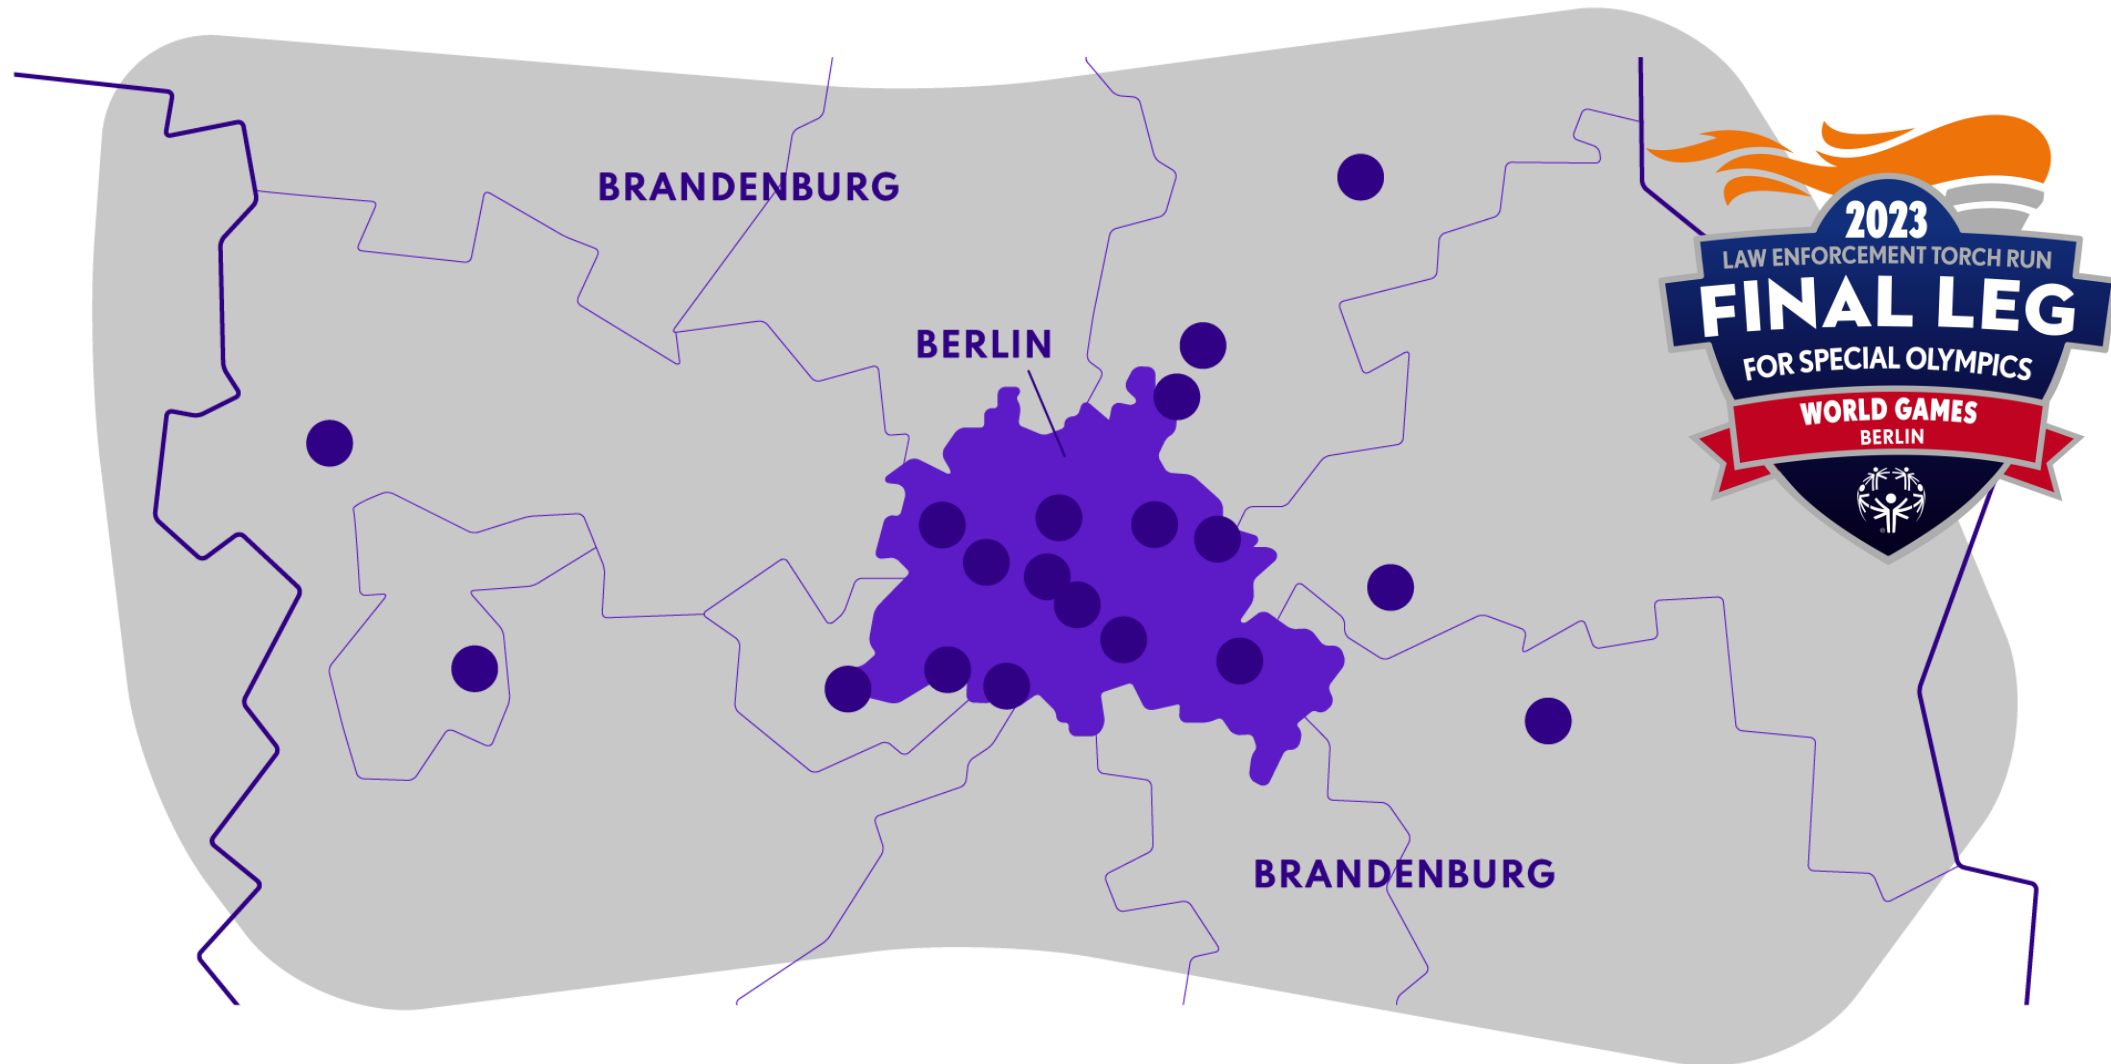 BRANDENBURG
BERLIN
BRANDENBURG
2023
LAW ENFORCEMENT TORCH RUN
FINAL LEG
FOR SPECIAL OLYMPICS
WORLD GAMES
BERLIN
®